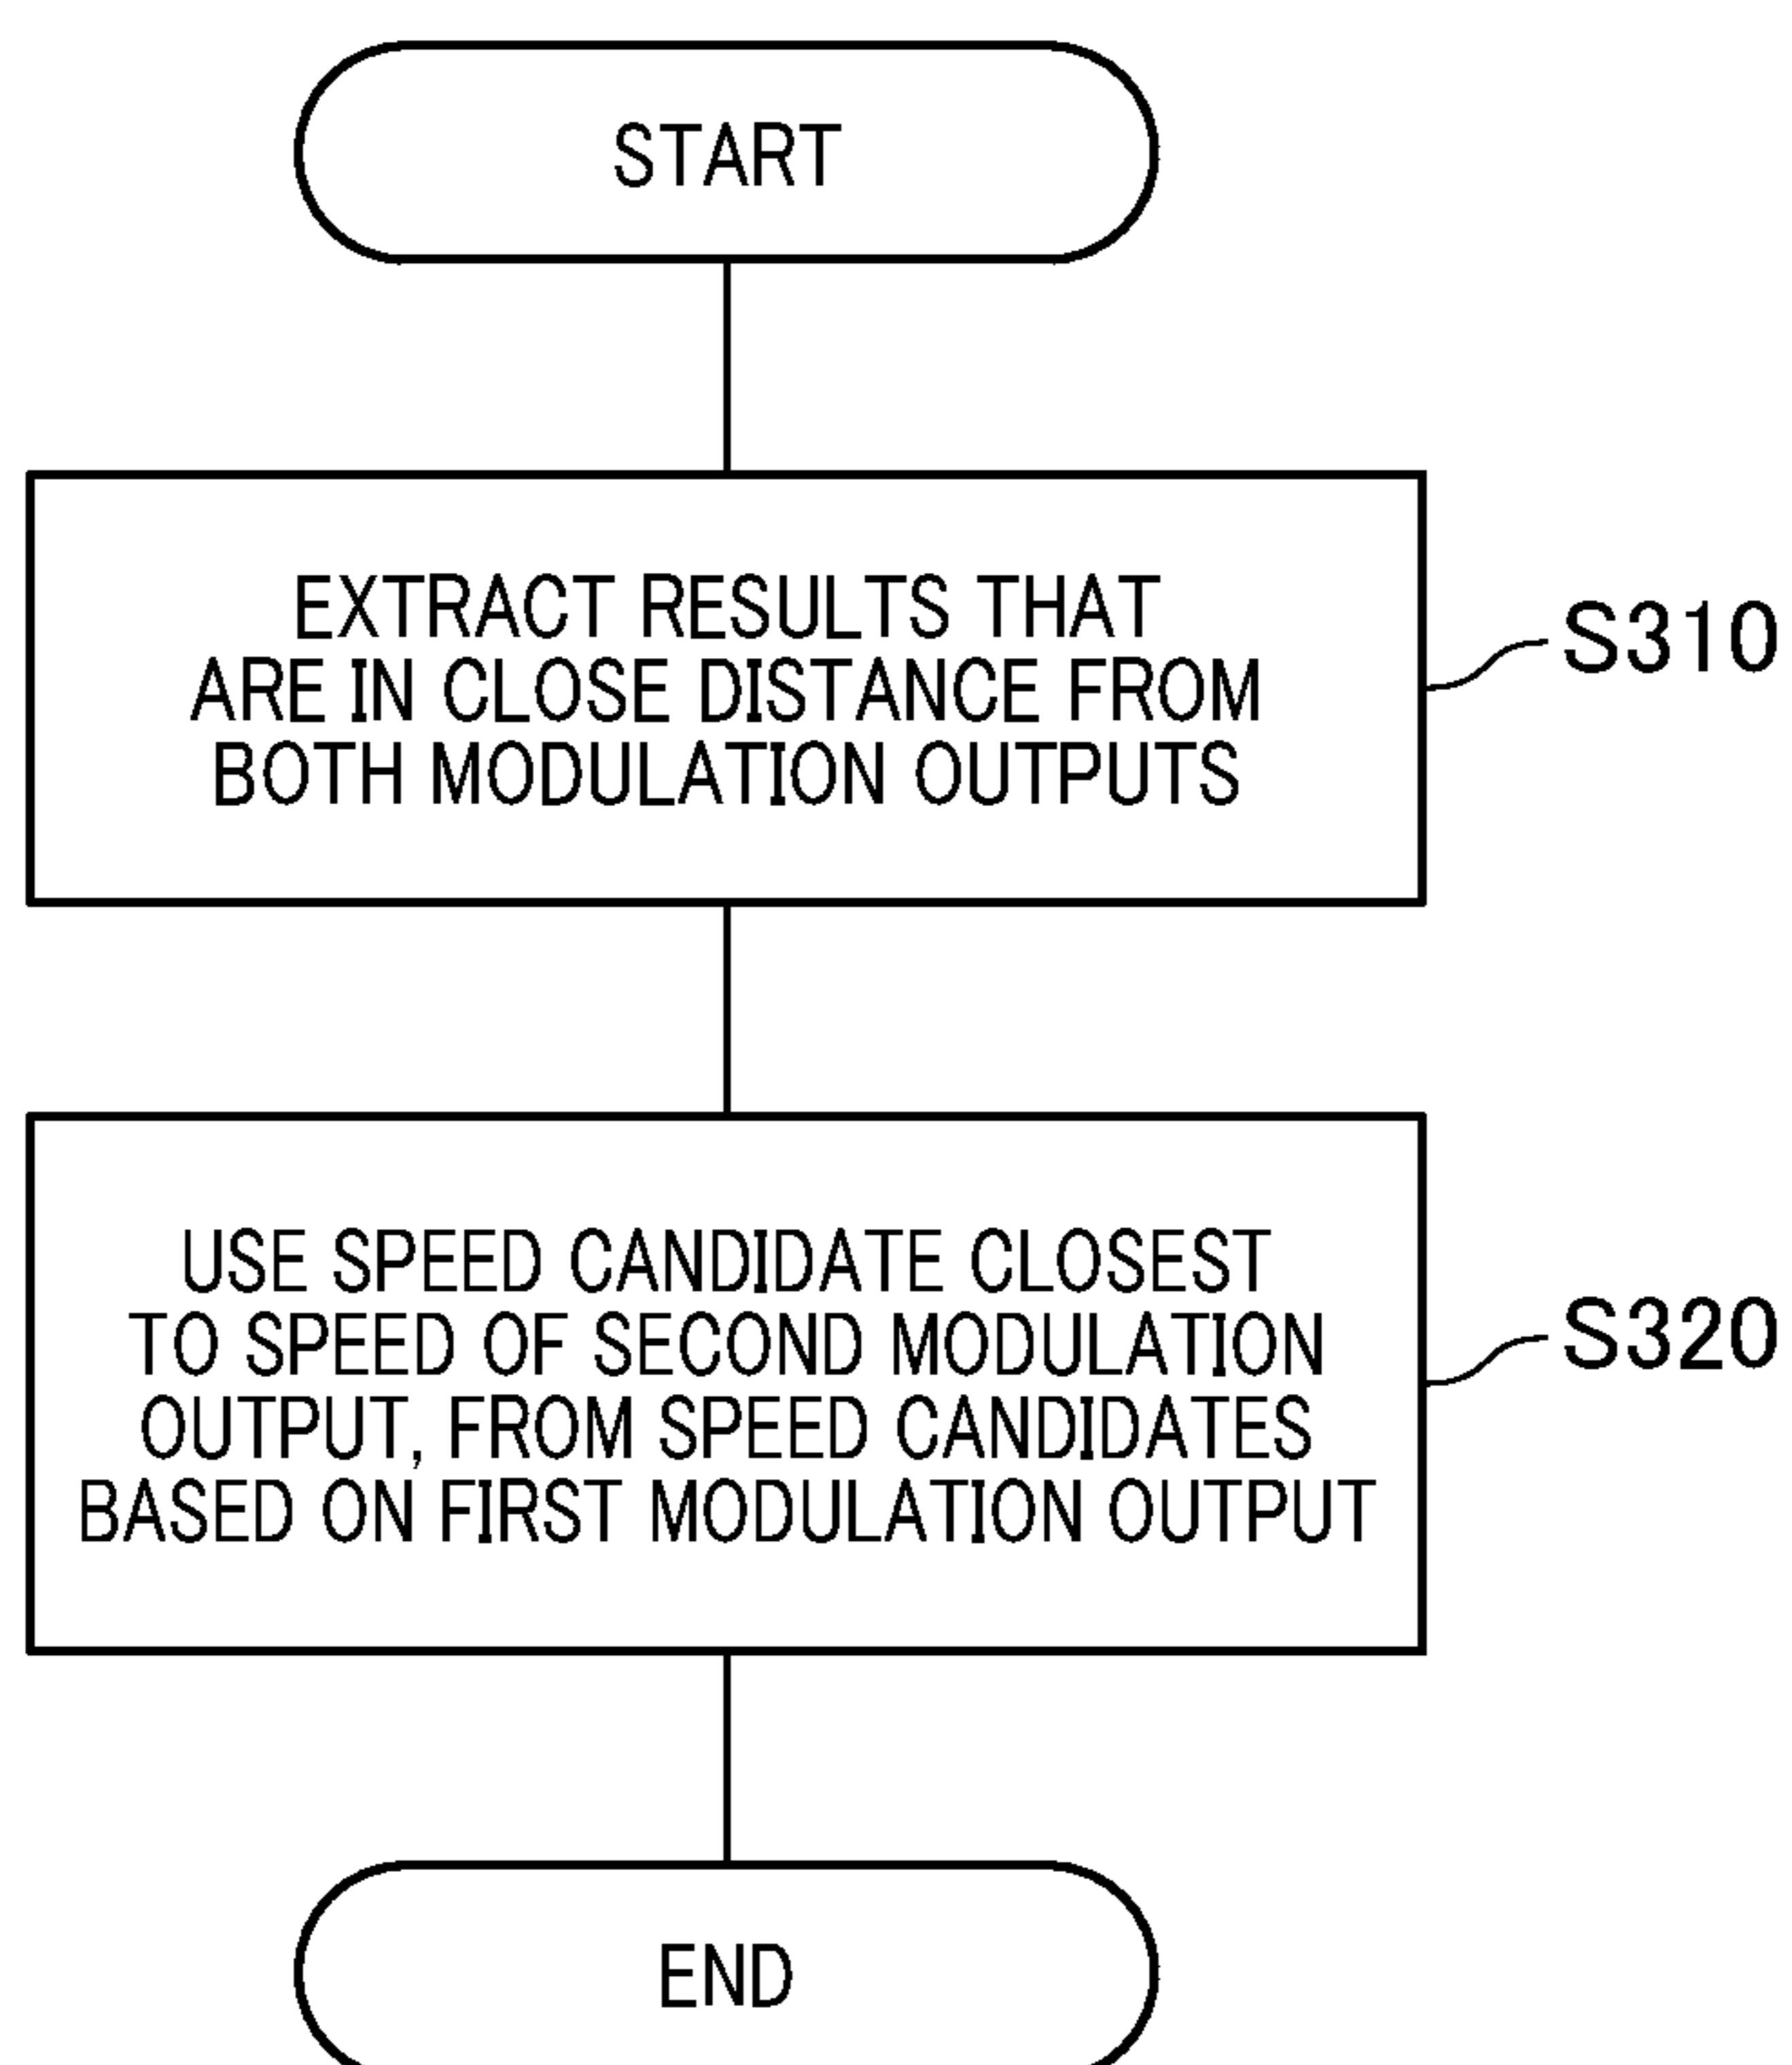 START
EXTRACT RESULTS THAT
ARE IN CLOSE DISTANCE FROM
BOTH MODULATION OUTPUTS
S310
USE SPEED CANDIDATE CLOSEST
TO SPEED OF SECOND MODULATION
OUTPUT, FROM SPEED CANDIDATES
BASED ON FIRST MODULATION OUTPUT
S320
END